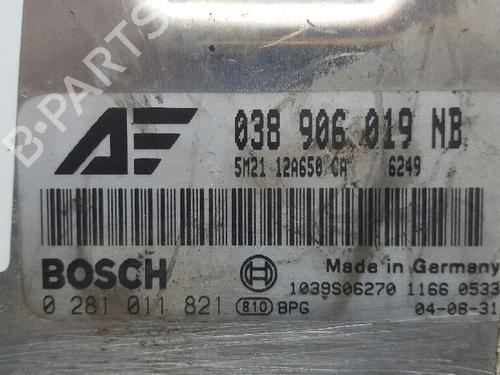 AF 038 906 019 NB
5M21 12A650 CA 6249
BOSCH Made in Germany
1039S06270 1166 0533
0 281 011 821 810 BPG 04-08-31